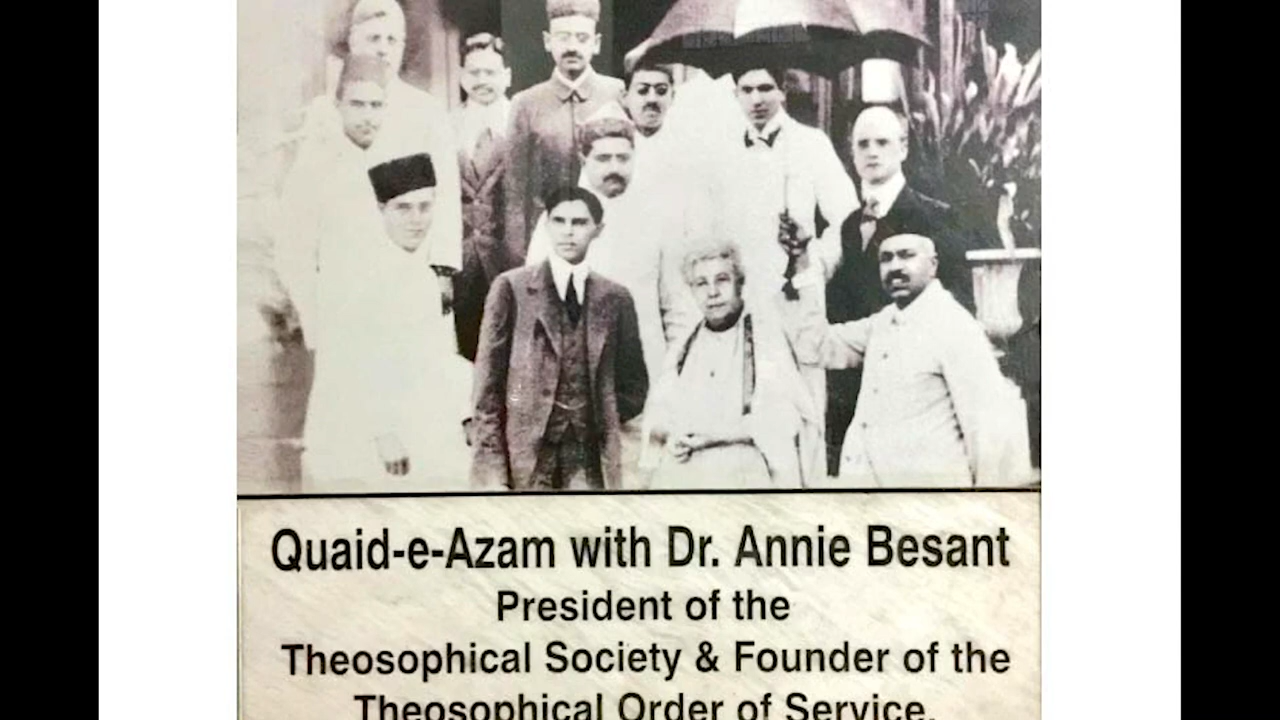 Quaid-e-Azam with Dr. Annie Besant
President of the
Theosophical Society & Founder of the
Theosophical Order of Service.